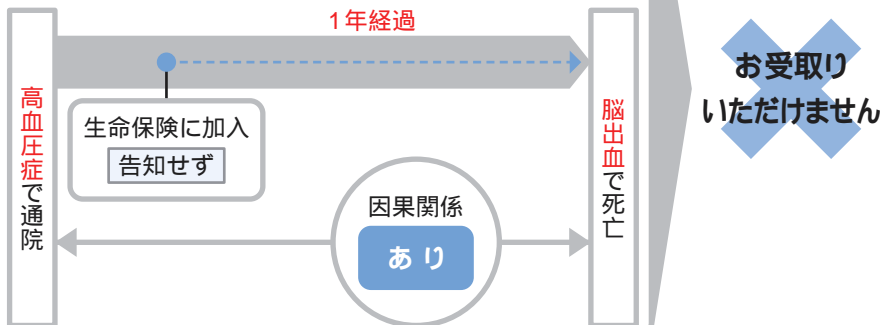 1年経過
高血圧症で通院
生命保険に加入
告知せず
因果関係
あり
脳出血で死亡
お受取り
いただけません